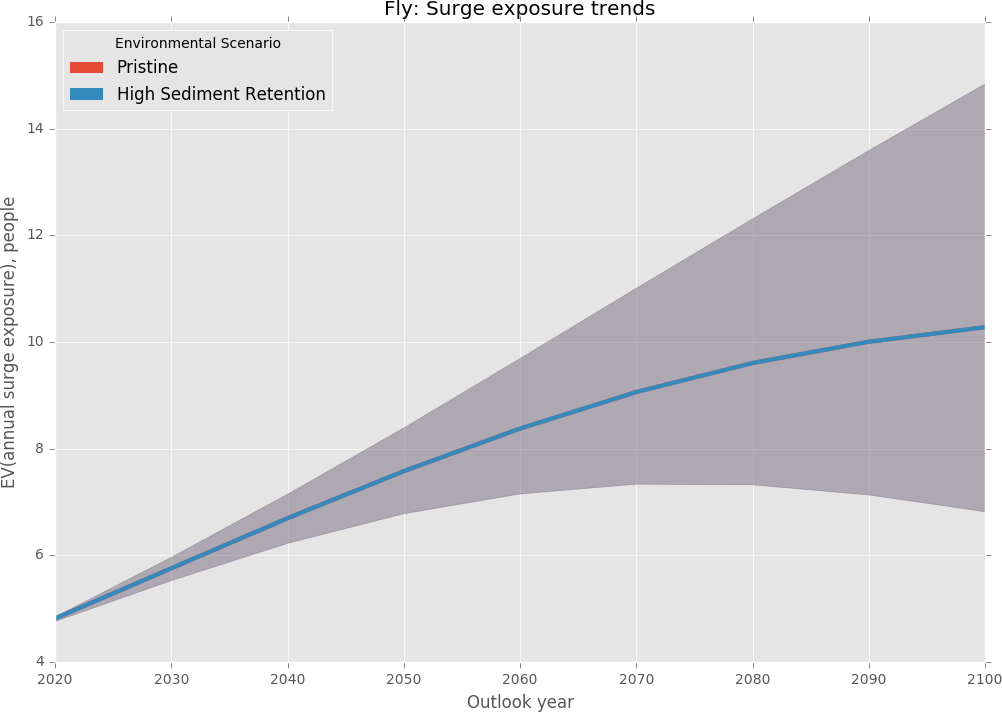 Fly: Surge exposure trends
Environmental Scenario
Pristine
High Sediment Retention
EV(annual surge exposure), people
16
14
12
10
8
6
4
2020 2030 2040 2050 2060 2070 2080 2090 2100
Outlook year